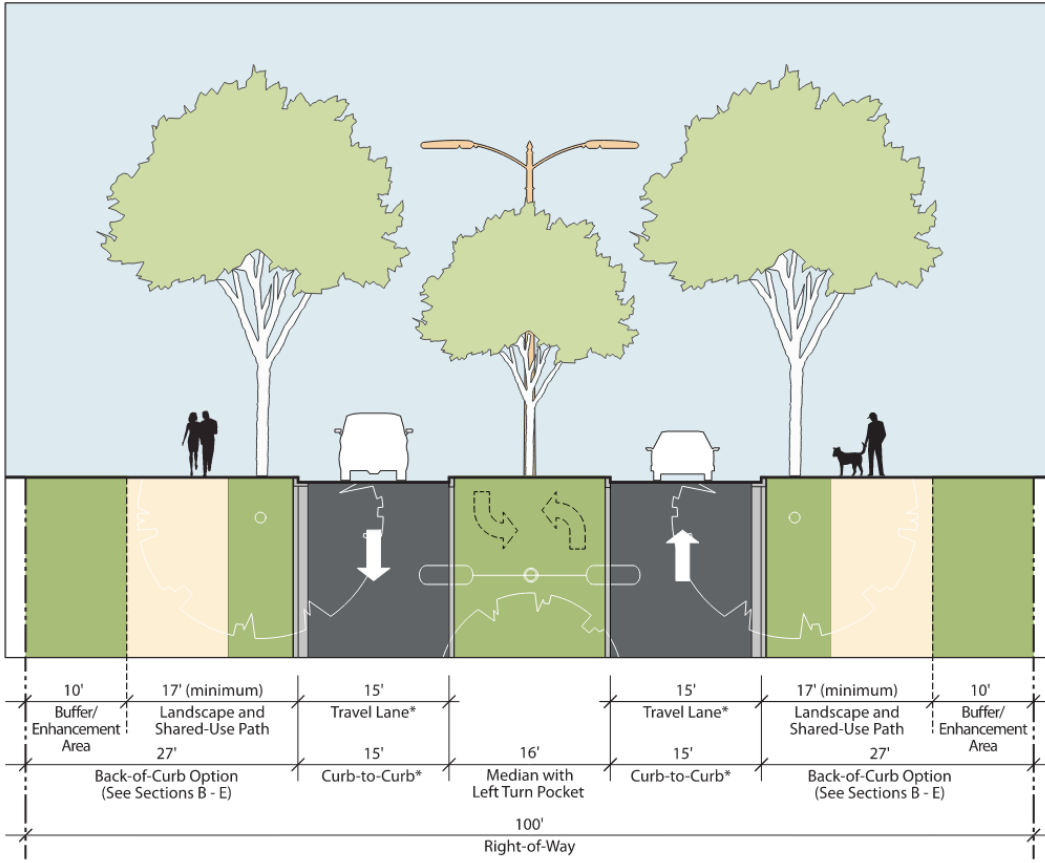 10'
17' (minimum)
15'
15'
17' (minimum)
10'
Buffer/
Enhancement
Area
Landscape and
Shared-Use Path
Travel Lane*
Travel Lane*
Landscape and
Shared-Use Path
Buffer/
Enhancement
Area
27'
15'
16'
15'
27'
Back-of-Curb Option
(See Sections B - E)
Curb-to-Curb*
Median with
Left Turn Pocket
Curb-to-Curb*
Back-of-Curb Option
(See Sections B - E)
100'
Right-of-Way